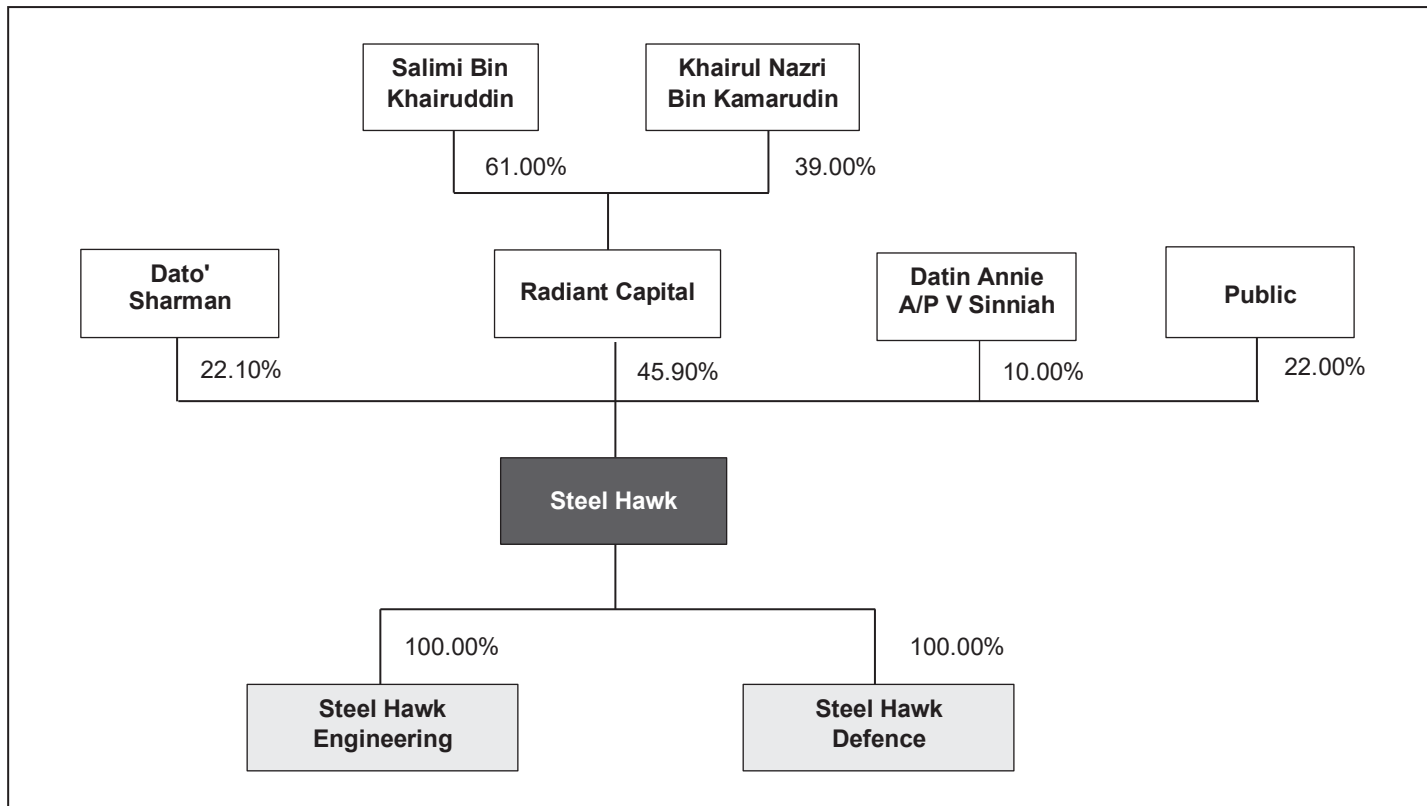 Salimi Bin
Khairuddin
Khairul Nazri
Bin Kamarudin
61.00%
39.00%
Dato'
Sharman
Radiant Capital
Datin Annie
A/P V Sinniah
Public
22.10%
45.90%
10.00%
22.00%
Steel Hawk
100.00%
100.00%
Steel Hawk
Engineering
Steel Hawk
Defence